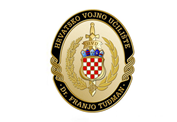 HRVATSKO VOJNO UČILIŠTE
"Dr. FRANJO TUĐMAN"